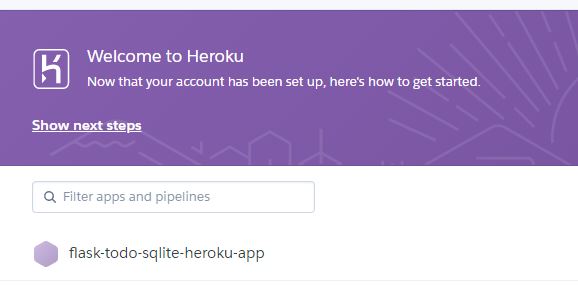 Welcome to Heroku
Now that your account has been set up, here's how to get started.
Show next steps
Filter apps and pipelines
flask-todo-sqlite-heroku-app